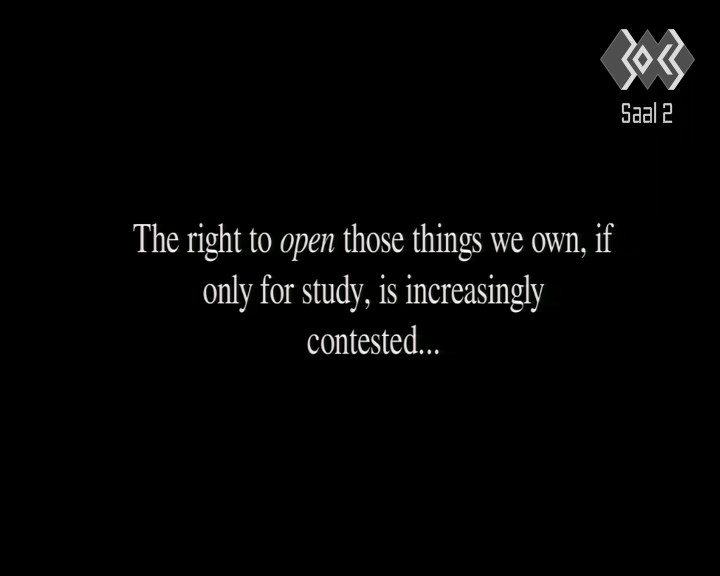 Saal 2
The right to open those things we own, if
only for study, is increasingly
contested...